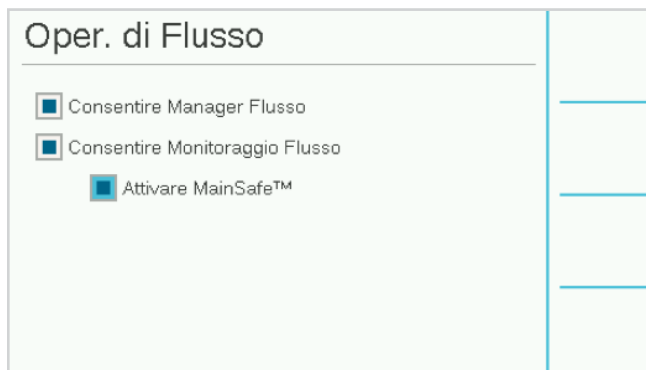 Oper. di Flusso
Consentire Manager Flusso
Consentire Monitoraggio Flusso
Attivare MainSafe™